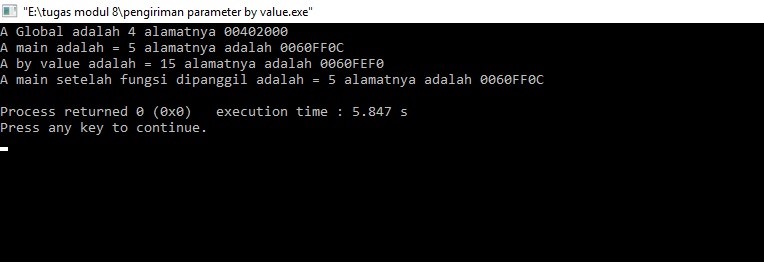 "E:\tugas modul 8\pengiriman parameter by value.exe"
A Global adalah 4 alamatnya 00402000
A main adalah = 5 alamatnya adalah 0060FF0C
A by value adalah = 15 alamatnya adalah 0060FEF0
A main setelah fungsi dipanggil adalah = 5 alamatnya adalah 0060FF0C
Process returned 0 (0x0)   execution time : 5.847 s
Press any key to continue.